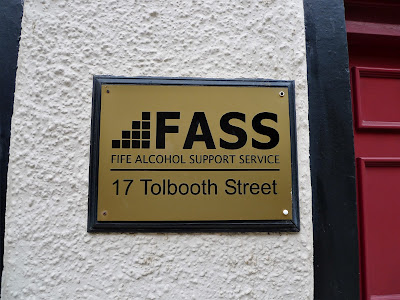 FASS
FIFE ALCOHOL SUPPORT SERVICE
17 Tolbooth Street